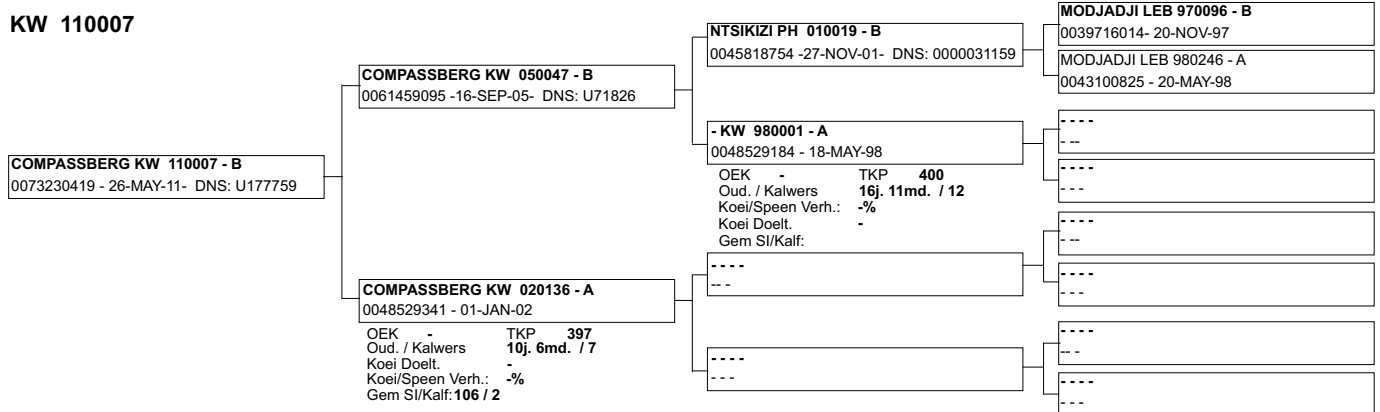 KW 110007
COMPASSBERG KW 110007 - B
0073230419 - 26-MAY-11- DNS: U177759
COMPASSBERG KW 050047 - B
0061459095 -16-SEP-05- DNS: U71826
COMPASSBERG KW 020136 - A
0048529341 - 01-JAN-02
OEK - TKP 397
Oud. / Kalwers 10j. 6md. / 7
Koei Doelt. -
Koei/Speen Verh.: -%
Gem SI/Kalf: 106 / 2
NTSIKIZI PH 010019 - B
0045818754 -27-NOV-01- DNS: 0000031159
- KW 980001 - A
0048529184 - 18-MAY-98
OEK - TKP 400
Oud. / Kalwers 16j. 11md. / 12
Koei/Speen Verh.: -%
Koei Doelt. -
Gem SI/Kalf:
- - - -
-- -
- - - -
- - -
MODJADJI LEB 970096 - B
0039716014- 20-NOV-97
MODJADJI LEB 980246 - A
0043100825 - 20-MAY-98
- - - -
- --
- - - -
- - -
- - - -
- --
- - - -
- - -
- - - -
-- -
- - - -
- - -